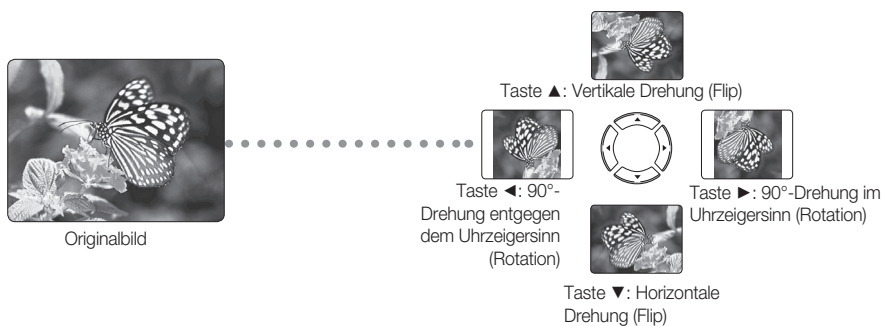 Taste ▲: Vertikale Drehung (Flip)
Originalbild
Taste ◄: 90°-
Drehung entgegen
dem Uhrzeigersinn
(Rotation)
Taste ►: 90°-Drehung im
Uhrzeigersinn (Rotation)
Taste ▼: Horizontale
Drehung (Flip)